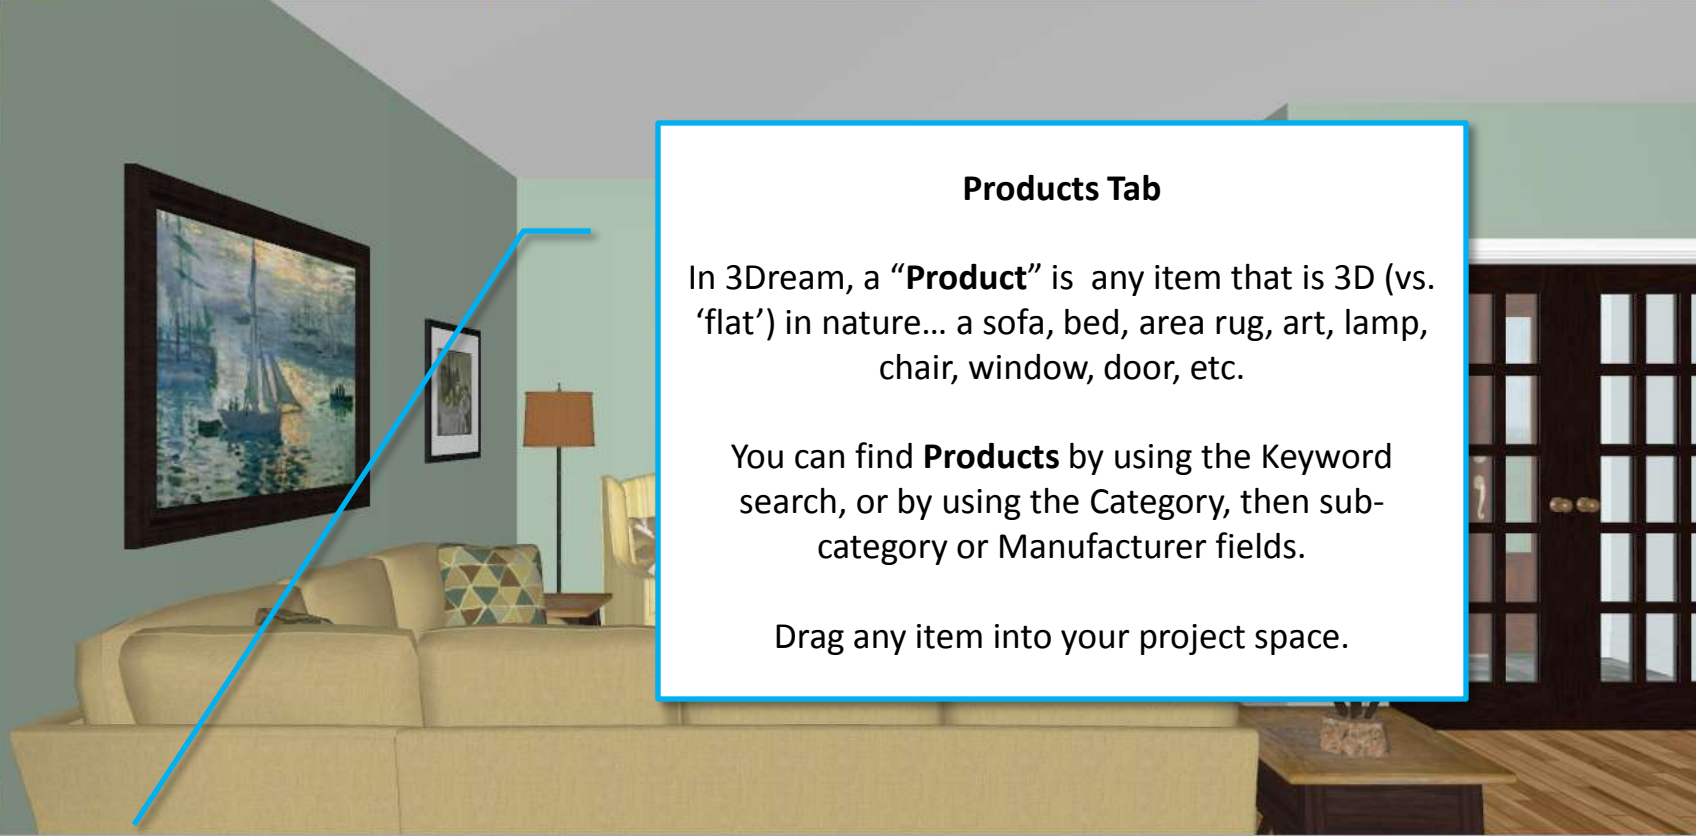 Products Tab
In 3Dream, a “Product” is  any item that is 3D (vs.
‘flat’) in nature… a sofa, bed, area rug, art, lamp,
chair, window, door, etc.
You can find Products by using the Keyword
search, or by using the Category, then sub-
category or Manufacturer fields.
Drag any item into your project space.